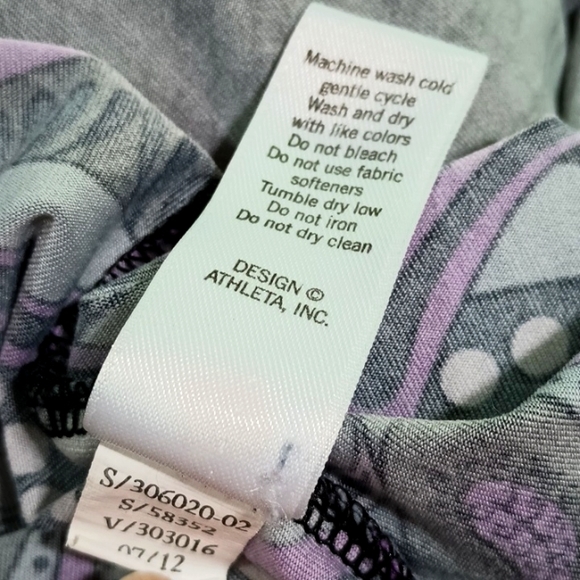 Machine wash cold
gentle cycle
Wash and dry
with like colors
Do not bleach
Do not use fabric
softeners
Tumble dry low
Do not iron
Do not dry clean
DESIGN ©
ATHLETA, INC.
S/306020-02
S/58352
V/303016
07/12